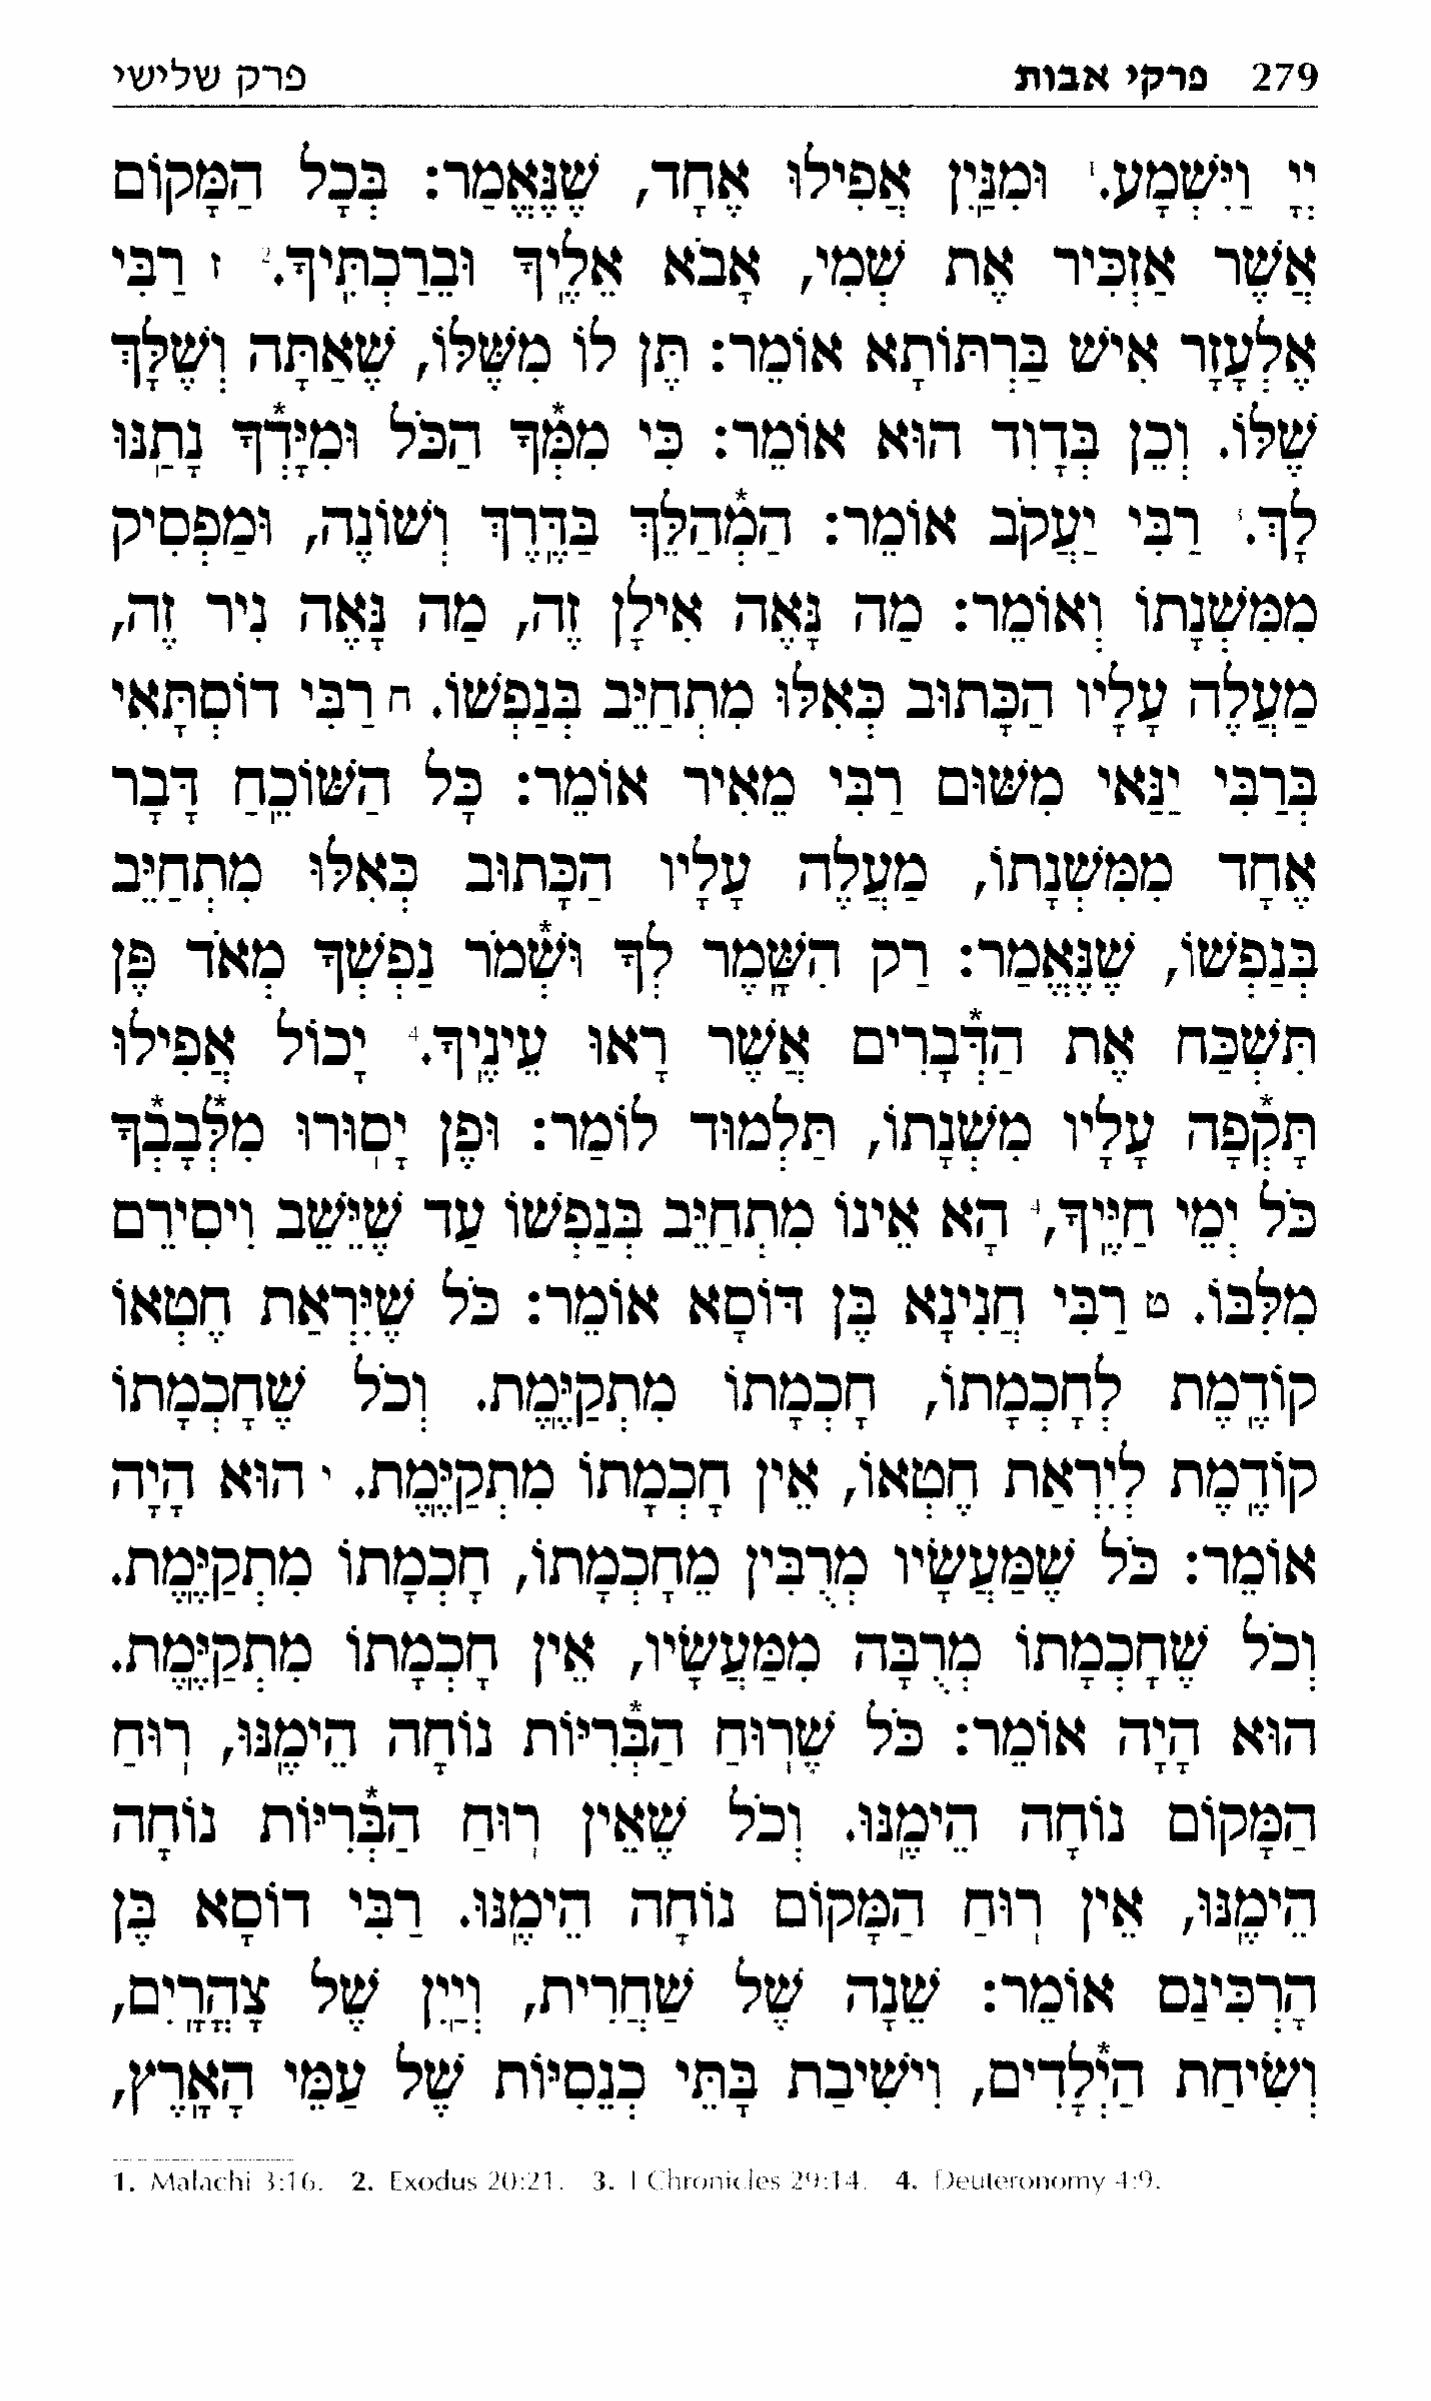 279 פרקי אבות פרק שלישי
יְיָ וַיִּשְׁמָע.¹ וּמִנַּיִן אֲפִילוּ אֶחָד, שֶׁנֶּאֱמַר: בְּכָל הַמָּקוֹם
אֲשֶׁר אַזְכִּיר אֶת שְׁמִי, אָבֹא אֵלֶיךָ וּבֵרַכְתִּיךָ.² ז רַבִּי
אֶלְעָזָר אִישׁ בַּרְתּוֹתָא אוֹמֵר: תֶּן לוֹ מִשֶּׁלּוֹ, שֶׁאַתָּה וְשֶׁלָּךְ
שֶׁלּוֹ. וְכֵן בְּדָוִד הוּא אוֹמֵר: כִּי מִמְּ֯ךָ הַכֹּל וּמִיָּדְ֯ךָ נָתַנּוּ
לָךְ.³ רַבִּי יַעֲקֹב אוֹמֵר: הַמְ֯הַלֵּךְ בַּדֶּרֶךְ וְשׁוֹנֶה, וּמַפְסִיק
מִמִּשְׁנָתוֹ וְאוֹמֵר: מַה נָּאֶה אִילָן זֶה, מַה נָּאֶה נִיר זֶה,
מַעֲלֶה עָלָיו הַכָּתוּב כְּאִלּוּ מִתְחַיֵּב בְּנַפְשׁוֹ. ח רַבִּי דוֹסְתָּאִי
בְּרַבִּי יַנַּאי מִשּׁוּם רַבִּי מֵאִיר אוֹמֵר: כָּל הַשּׁוֹכֵחַ דָּבָר
אֶחָד מִמִּשְׁנָתוֹ, מַעֲלֶה עָלָיו הַכָּתוּב כְּאִלּוּ מִתְחַיֵּב
בְּנַפְשׁוֹ, שֶׁנֶּאֱמַר: רַק הִשָּׁמֶר לְךָ וּשְׁ֯מֹר נַפְשְׁךָ מְאֹד פֶּן
תִּשְׁכַּח אֶת הַדְּ֯בָרִים אֲשֶׁר רָאוּ עֵינֶיךָ.⁴ יָכוֹל אֲפִילוּ
תָּקְ֯פָה עָלָיו מִשְׁנָתוֹ, תַּלְמוּד לוֹמַר: וּפֶן יָסוּרוּ מִלְּ֯בָבְ֯ךָ
כֹּל יְמֵי חַיֶּיךָ,⁴ הָא אֵינוֹ מִתְחַיֵּב בְּנַפְשׁוֹ עַד שֶׁיֵּשֵׁב וִיסִירֵם
מִלִּבּוֹ. ט רַבִּי חֲנִינָא בֶּן דּוֹסָא אוֹמֵר: כֹּל שֶׁיִּרְאַת חֶטְאוֹ
קוֹדֶמֶת לְחָכְמָתוֹ, חָכְמָתוֹ מִתְקַיֶּמֶת. וְכֹל שֶׁחָכְמָתוֹ
קוֹדֶמֶת לְיִרְאַת חֶטְאוֹ, אֵין חָכְמָתוֹ מִתְקַיֶּמֶת. י הוּא הָיָה
אוֹמֵר: כֹּל שֶׁמַּעֲשָׂיו מְרֻבִּין מֵחָכְמָתוֹ, חָכְמָתוֹ מִתְקַיֶּמֶת.
וְכֹל שֶׁחָכְמָתוֹ מְרֻבָּה מִמַּעֲשָׂיו, אֵין חָכְמָתוֹ מִתְקַיֶּמֶת.
הוּא הָיָה אוֹמֵר: כֹּל שֶׁרוּחַ הַבְּ֯רִיּוֹת נוֹחָה הֵימֶנּוּ, רוּחַ
הַמָּקוֹם נוֹחָה הֵימֶנּוּ. וְכֹל שֶׁאֵין רוּחַ הַבְּ֯רִיּוֹת נוֹחָה
הֵימֶנּוּ, אֵין רוּחַ הַמָּקוֹם נוֹחָה הֵימֶנּוּ. רַבִּי דוֹסָא בֶּן
הָרְכִּינַס אוֹמֵר: שֵׁנָה שֶׁל שַׁחֲרִית, וְיַיִן שֶׁל צָהֳרָיִם,
וְשִׂיחַת הַיְ֯לָדִים, וִישִׁיבַת בָּתֵּי כְנֵסִיּוֹת שֶׁל עַמֵּי הָאָרֶץ,
1. Malachi 3:16. 2. Exodus 20:21. 3. I Chronicles 29:14. 4. Deuteronomy 4:9.